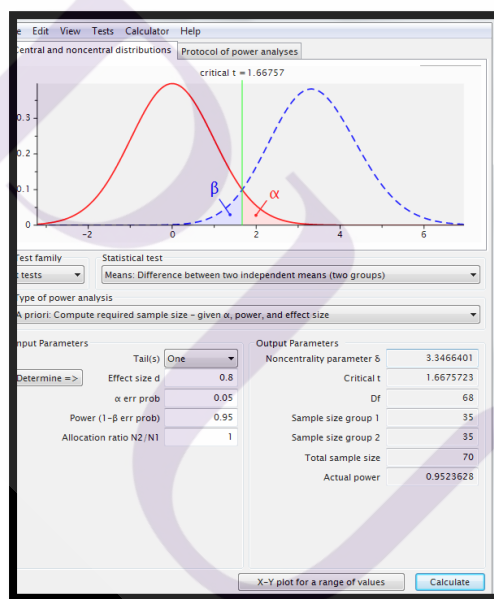 e Edit View Tests Calculator Help
Central and noncentral distributions Protocol of power analyses
critical t = 1.66757
0.3
0.2
0.1
0
-2 0 2 4 6
β
α
Test family Statistical test
t tests Means: Difference between two independent means (two groups)
Type of power analysis
A priori: Compute required sample size – given α, power, and effect size
nput Parameters Output Parameters
Tail(s) One Noncentrality parameter δ 3.3466401
Determine => Effect size d 0.8 Critical t 1.6675723
α err prob 0.05 Df 68
Power (1-β err prob) 0.95 Sample size group 1 35
Allocation ratio N2/N1 1 Sample size group 2 35
Total sample size 70
Actual power 0.9523628
X-Y plot for a range of values Calculate